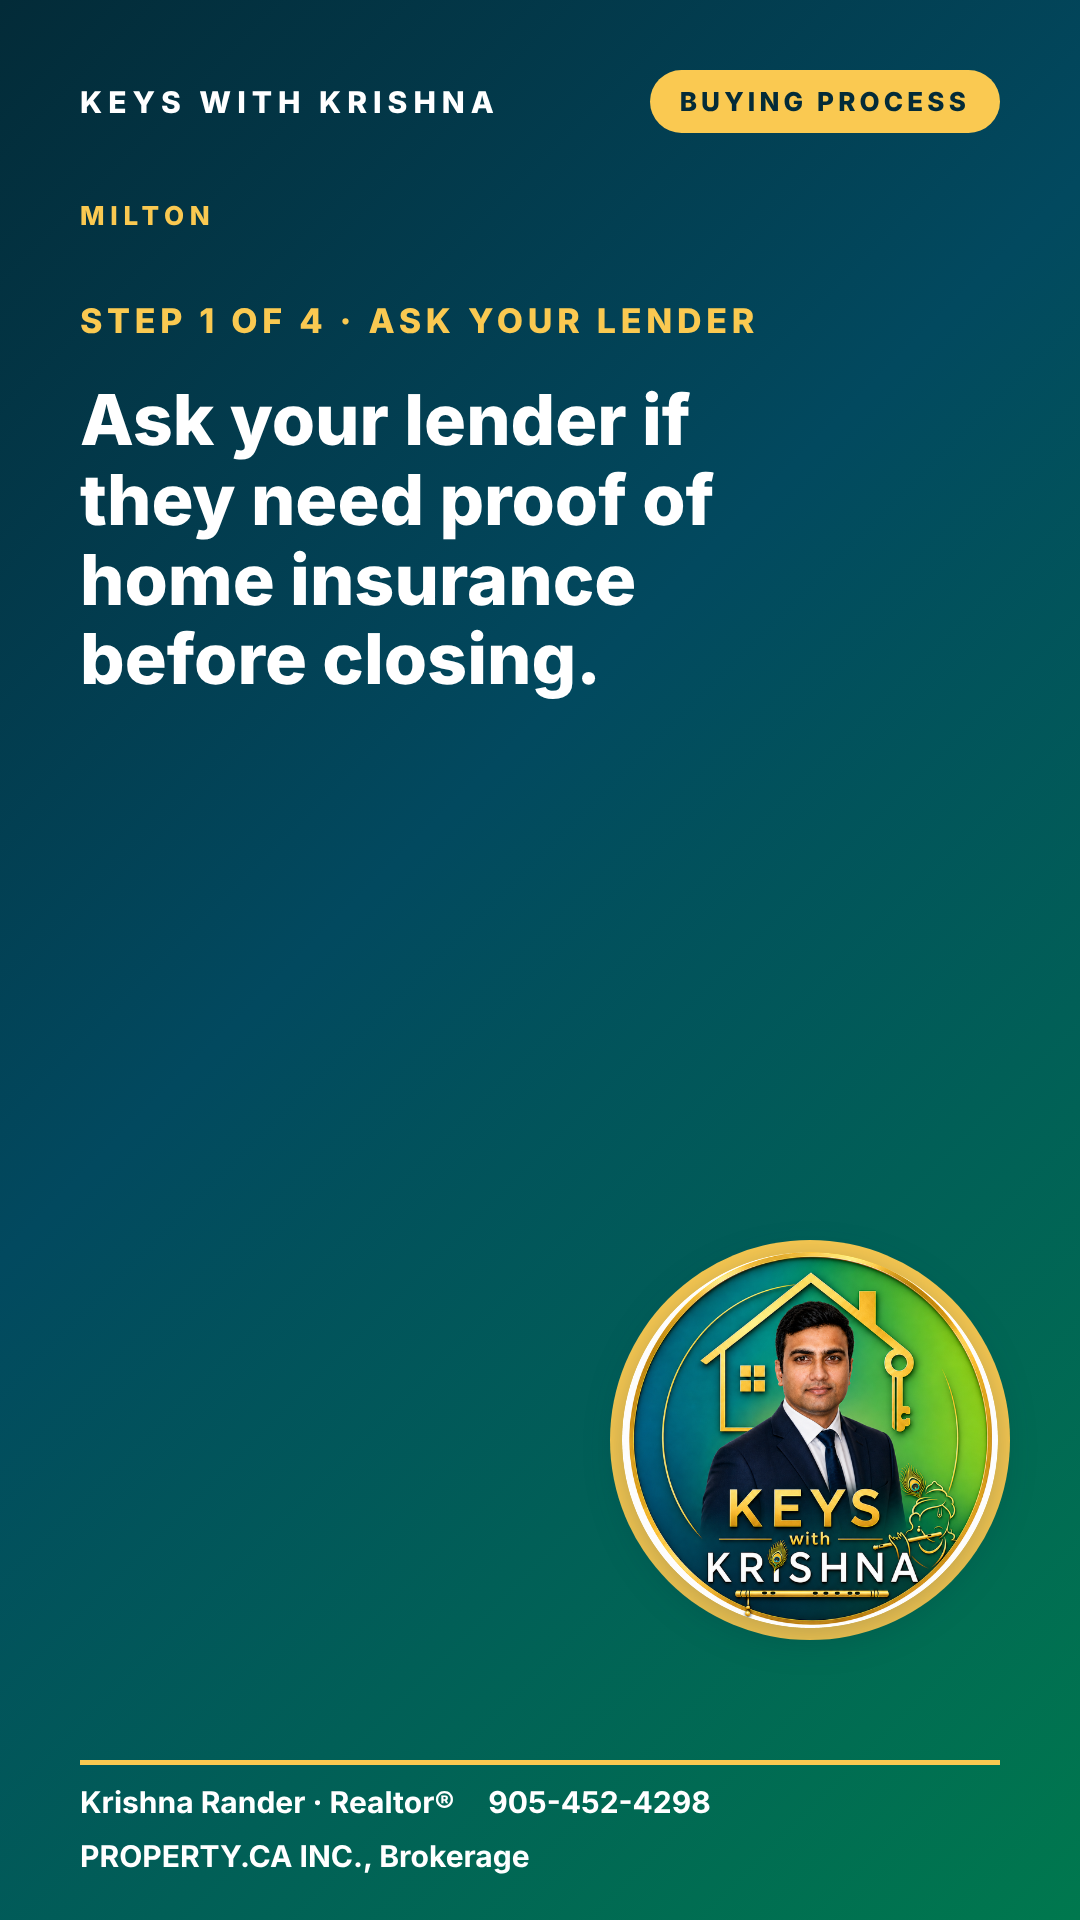 KEYS WITH KRISHNA
BUYING PROCESS
MILTON
STEP 1 OF 4 · ASK YOUR LENDER
Ask your lender if
they need proof of
home insurance
before closing.
KEYS
with
KRISHNA
Krishna Rander · Realtor® 905-452-4298
PROPERTY.CA INC., Brokerage